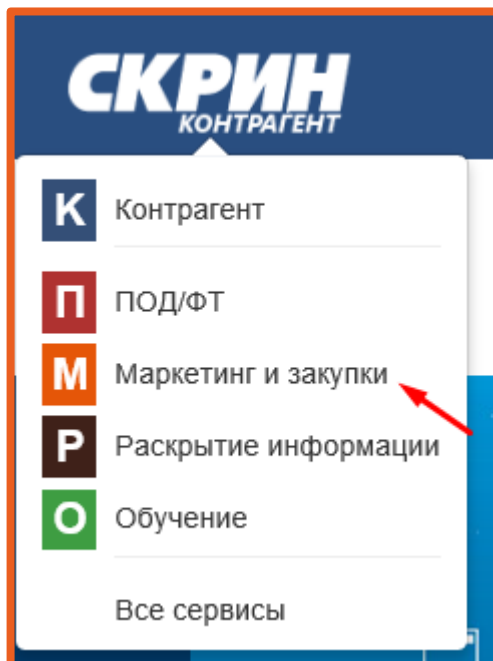 СКРИН
КОНТРАГЕНТ
К Контрагент
П ПОД/ФТ
М Маркетинг и закупки
Р Раскрытие информации
О Обучение
Все сервисы